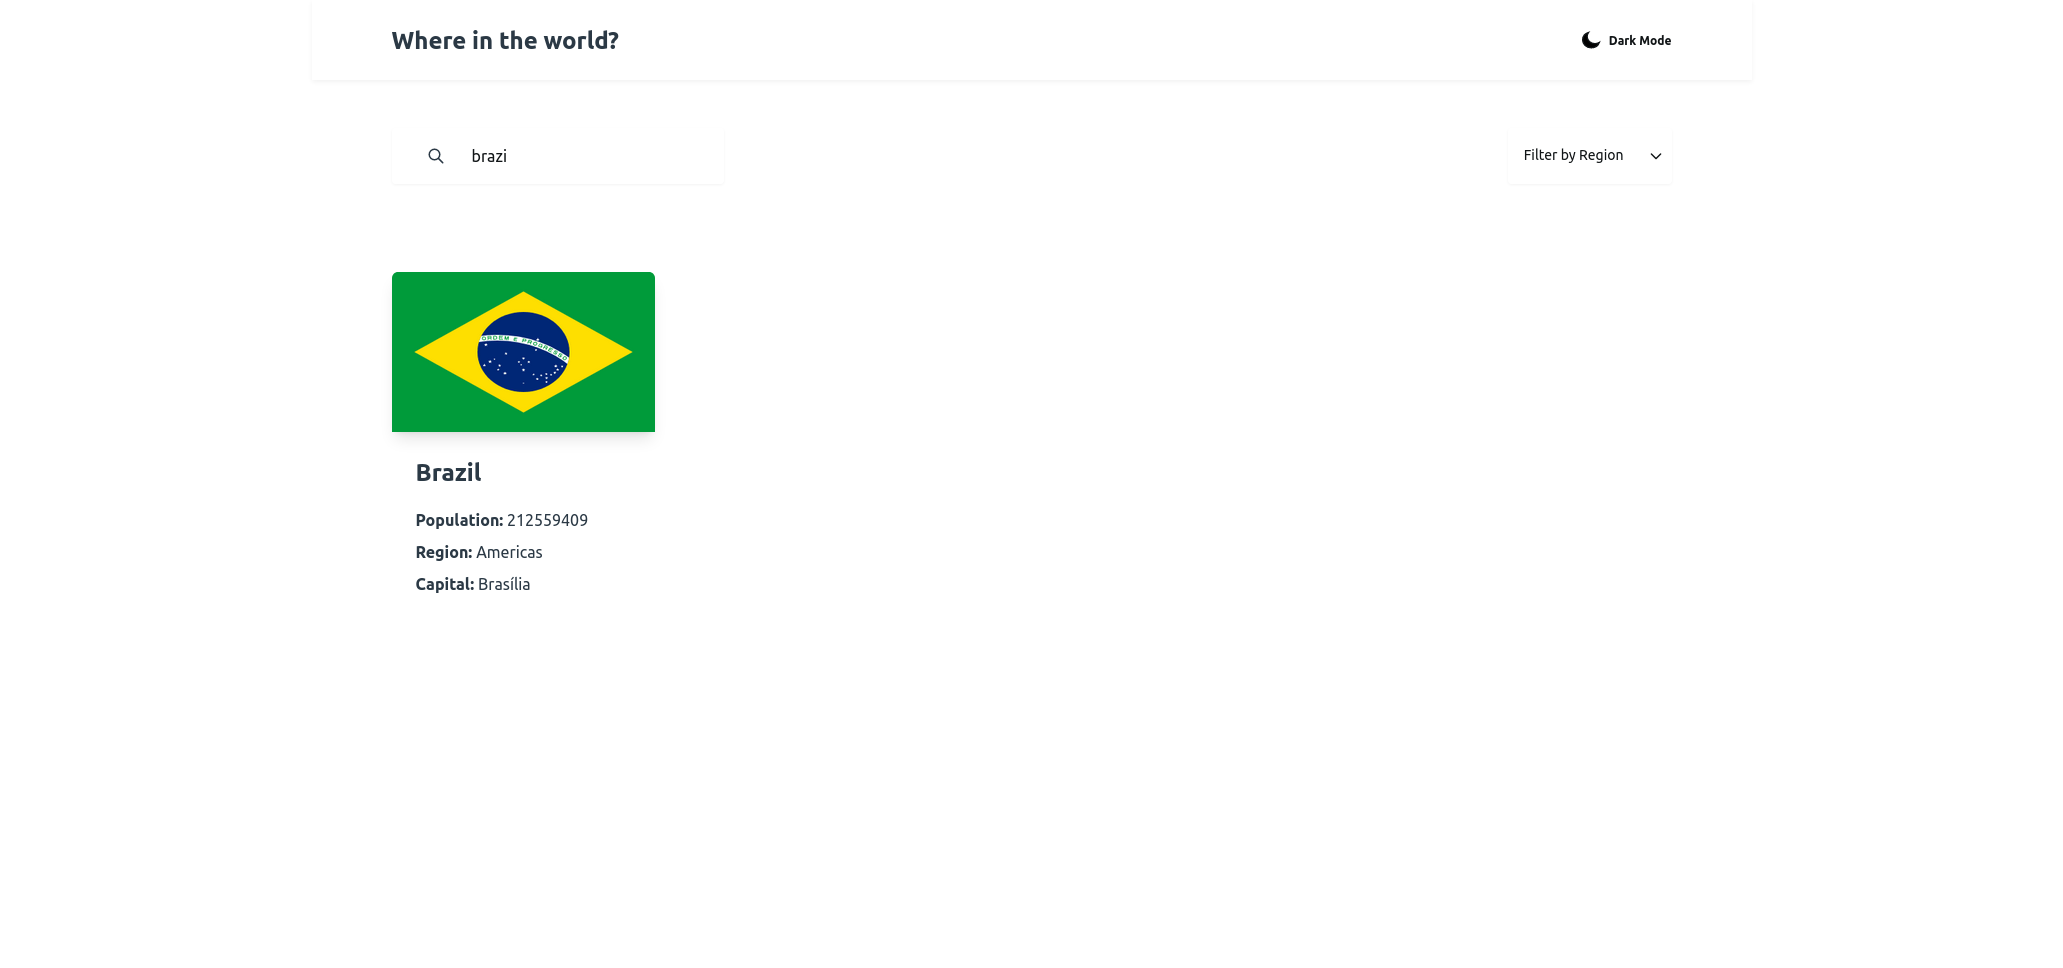 Where in the world?
Dark Mode
brazi
Filter by Region
ORDEM E PROGRESSO
Brazil
Population: 212559409
Region: Americas
Capital: Brasília